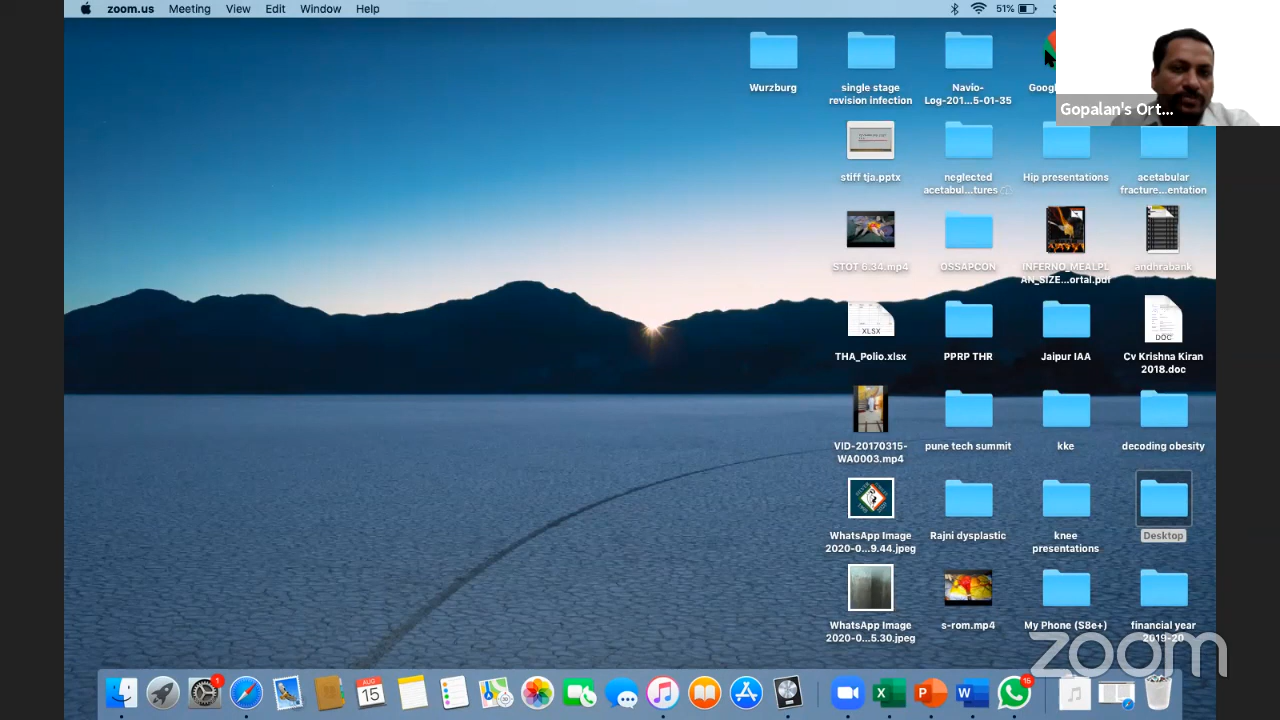 zoom.us Meeting View Edit Window Help 51%
Wurzburg
single stage
revision infection
Navio-
Log-201...5-01-35
Goog
Gopalan's Ort...
stiff tja.pptx
neglected
acetabul...tures
Hip presentations
acetabular
fracture...entation
STOT 6.34.mp4
OSSAPCON
INFERNO_MEALPL
AN_SIZE...ortal.pdf
andhrabank
XLSX
DOC
THA_Polio.xlsx
PPRP THR
Jaipur IAA
Cv Krishna Kiran
2018.doc
VID-20170315-
WA0003.mp4
pune tech summit
kke
decoding obesity
WhatsApp Image
2020-0...9.44.jpeg
Rajni dysplastic
knee
presentations
Desktop
WhatsApp Image
2020-0...5.30.jpeg
s-rom.mp4
My Phone (S8e+)
financial year
2019-20
zoom
1
AUG
15
15